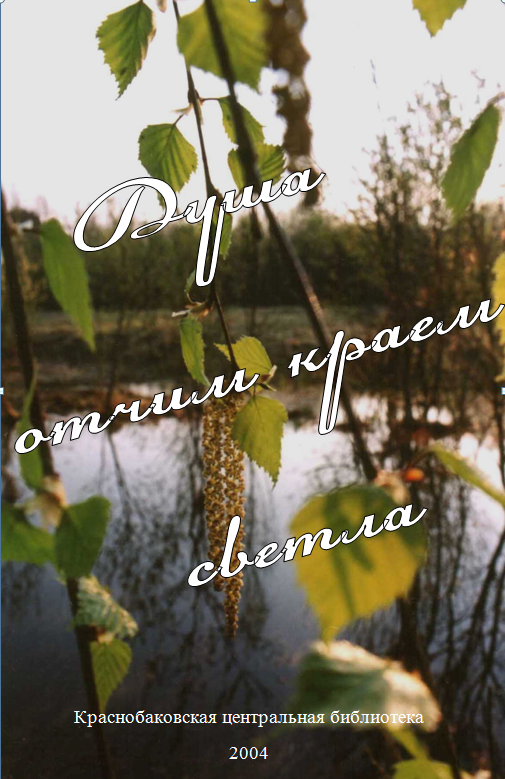 Душа
отчим краем
светла
Краснобаковская центральная библиотека
2004